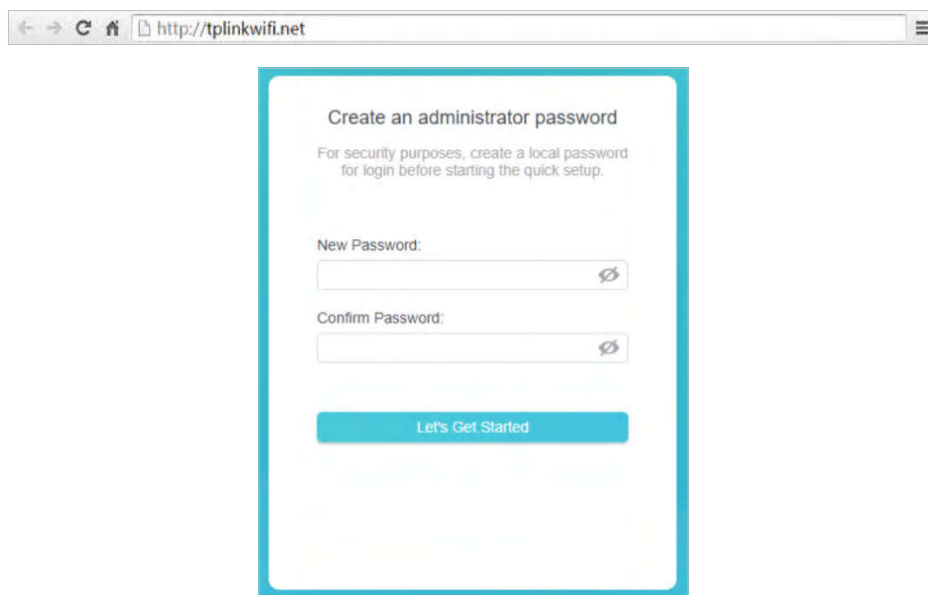 http://tplinkwifi.net
Create an administrator password
For security purposes, create a local password
for login before starting the quick setup.
New Password:
Confirm Password:
Let's Get Started